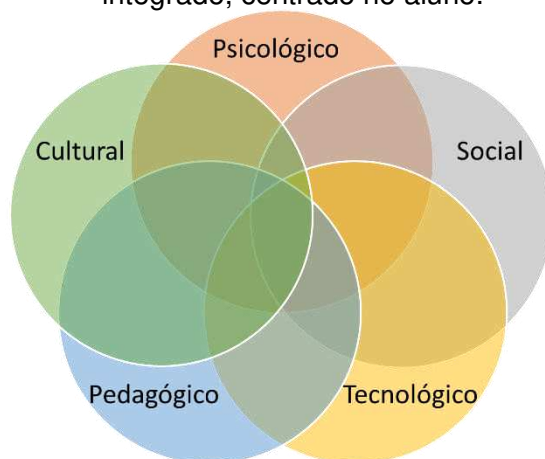 integrado, centrado no aluno.
Psicológico
Cultural
Social
Pedagógico
Tecnológico